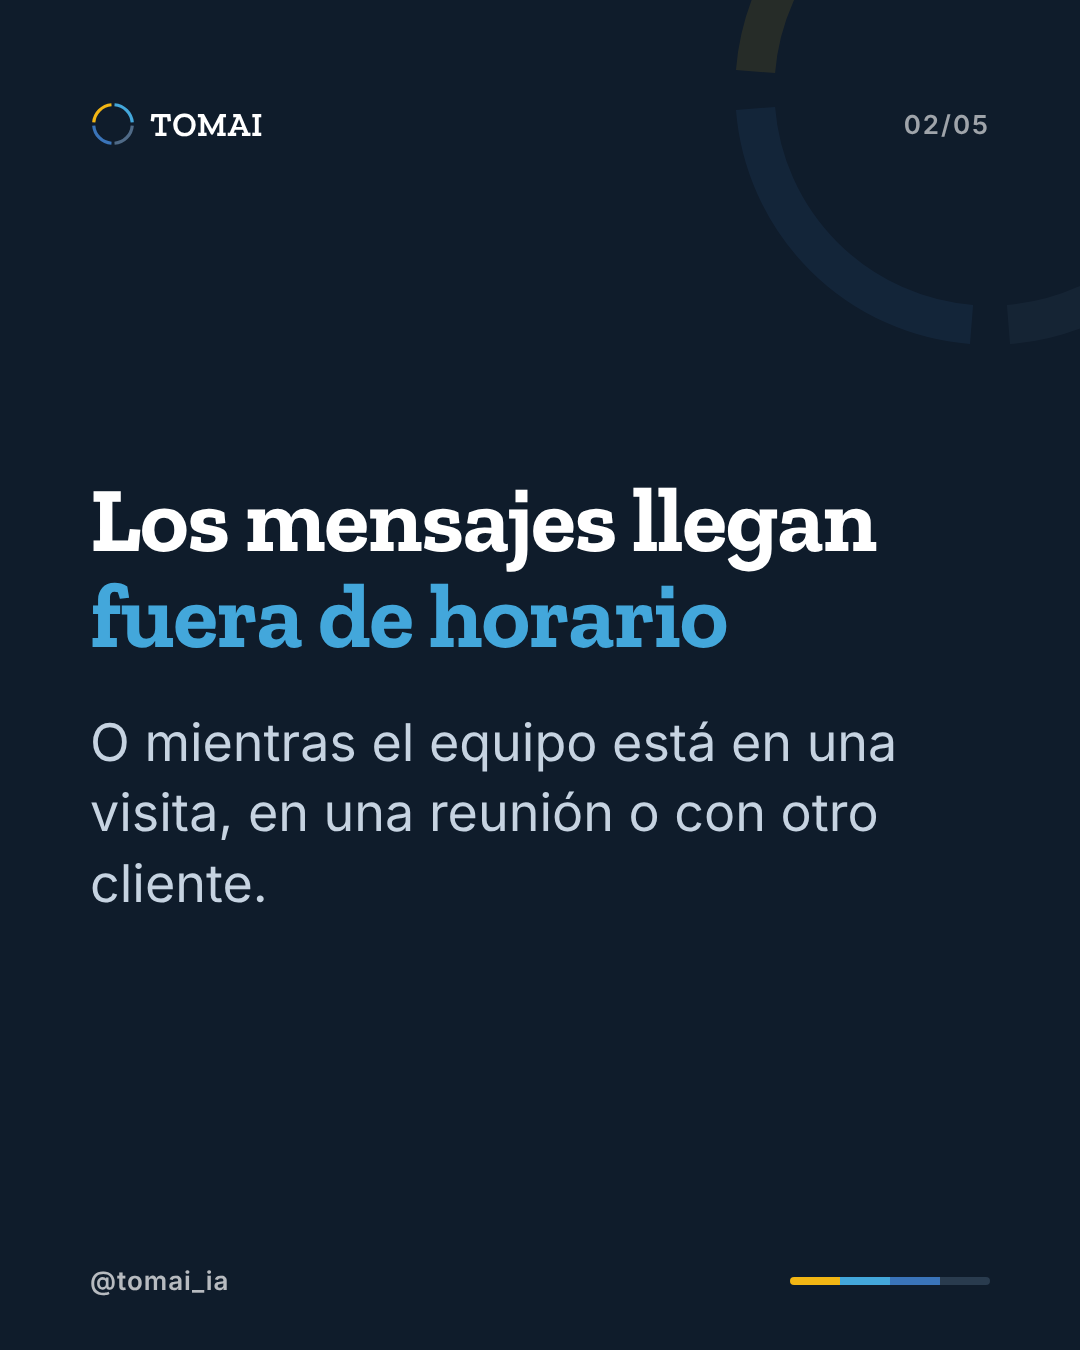 TOMAI
02/05
Los mensajes llegan
fuera de horario
O mientras el equipo está en una
visita, en una reunión o con otro
cliente.
@tomai_ia